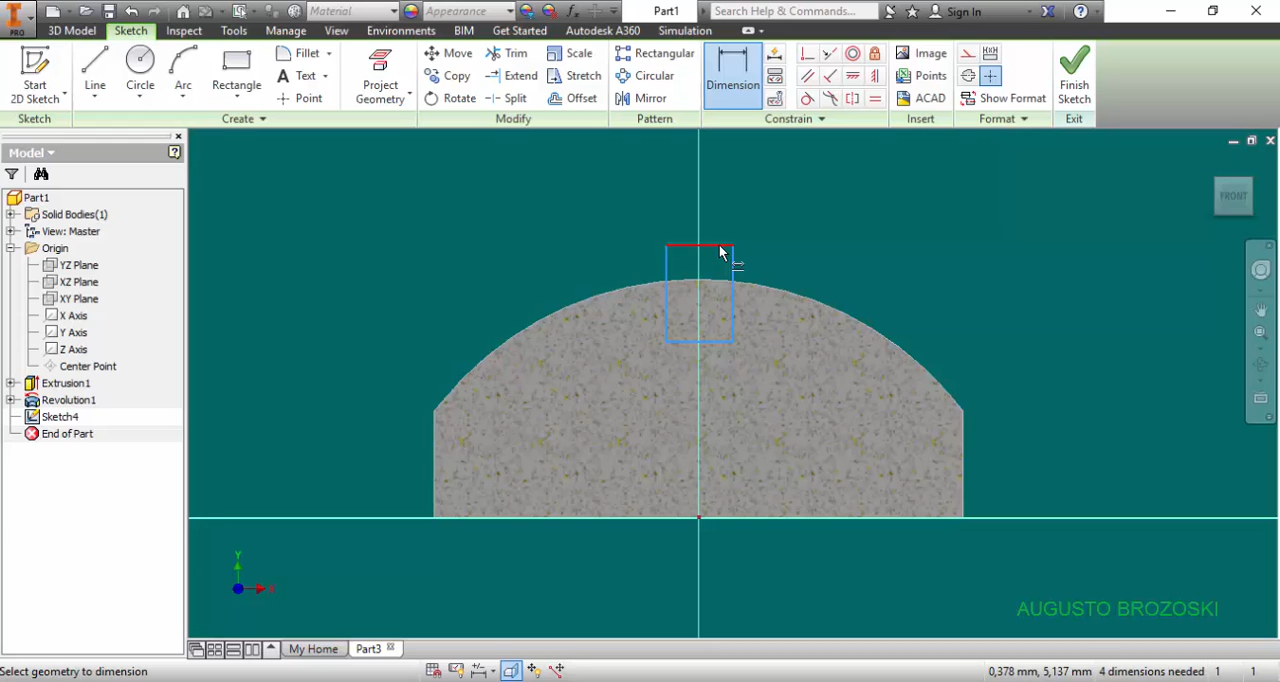 Material
Appearance
Part1
Search Help & Commands...
Sign In
PRO
3D Model
Sketch
Inspect
Tools
Manage
View
Environments
BIM
Get Started
Autodesk A360
Simulation
Start
2D Sketch
Line
Circle
Arc
Rectangle
Fillet
Text
Point
Project
Geometry
Move
Copy
Rotate
Trim
Extend
Split
Scale
Stretch
Offset
Rectangular
Circular
Mirror
Dimension
Image
Points
ACAD
Show Format
Finish
Sketch
Sketch
Create
Modify
Pattern
Constrain
Insert
Format
Exit
Model
Part1
Solid Bodies(1)
View: Master
Origin
YZ Plane
XZ Plane
XY Plane
X Axis
Y Axis
Z Axis
Center Point
Extrusion1
Revolution1
Sketch4
End of Part
FRONT
Y
X
AUGUSTO BROZOSKI
My Home
Part3
Select geometry to dimension
0,378 mm, 5,137 mm
4 dimensions needed
1
1